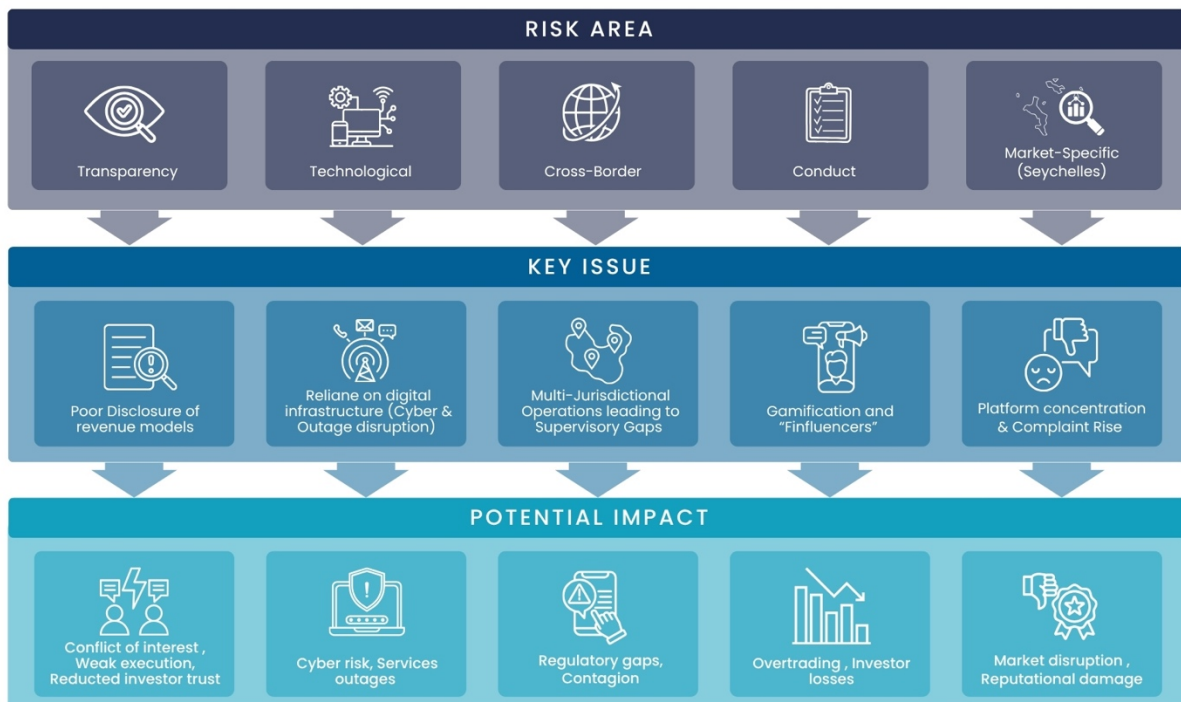 RISK AREA
Transparency
Technological
Cross-Border
Conduct
Market-Specific
(Seychelles)
KEY ISSUE
Poor Disclosure of
revenue models
Reliane on digital
infrastructure (Cyber &
Outage disruption)
Multi-Jurisdictional
Operations leading to
Supervisory Gaps
Gamification and
“Finfluencers”
Platform concentration
& Complaint Rise
POTENTIAL IMPACT
Conflict of interest ,
Weak execution,
Reducted investor trust
Cyber risk, Services
outages
Regulatory gaps,
Contagion
Overtrading , Investor
losses
Market disruption ,
Reputational damage